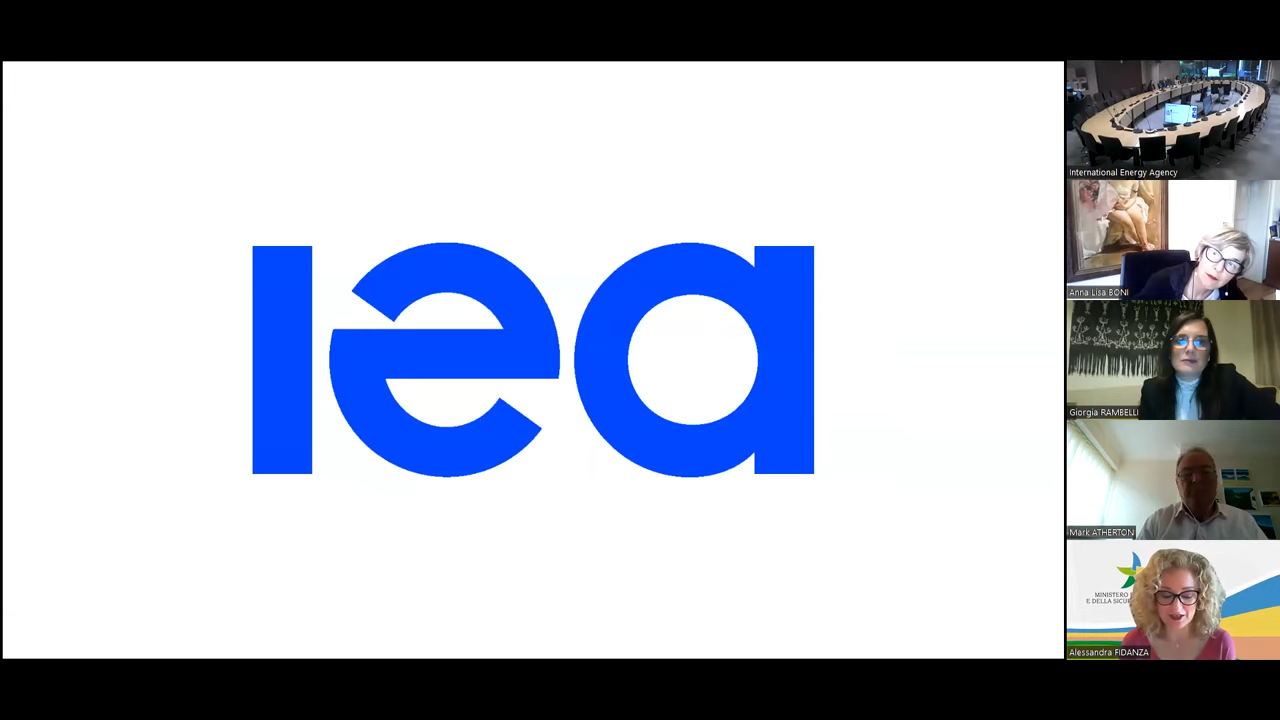 iea
International Energy Agency
Anna Lisa BONI
Giorgia RAMBELLI
Mark ATHERTON
MINISTERO
E DELLA SICUR
Alessandra FIDANZA